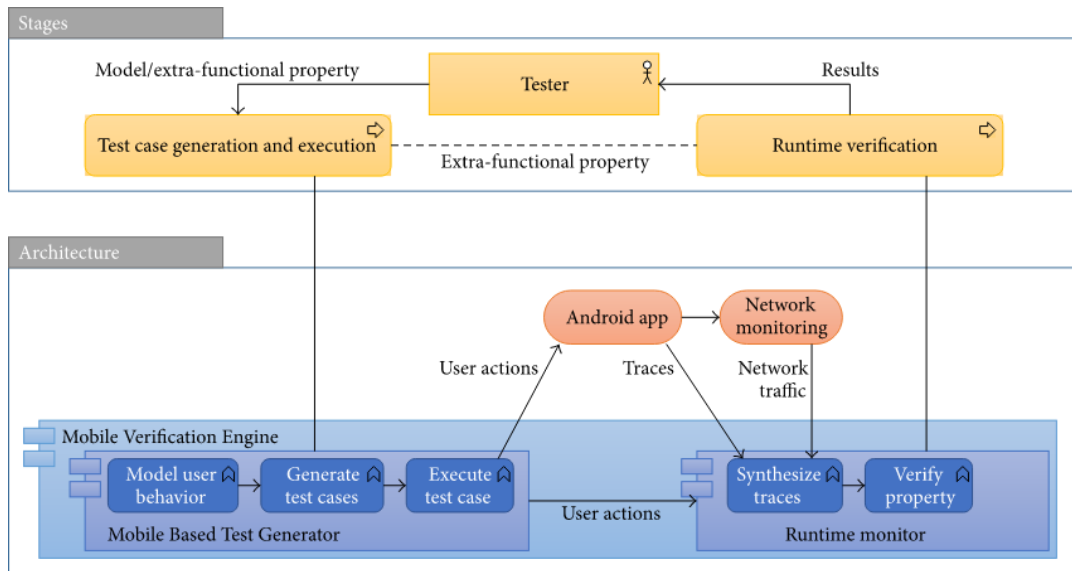 Stages
Model/extra-functional property
Tester
Results
Test case generation and execution
Extra-functional property
Runtime verification
Architecture
Android app
Network
monitoring
User actions
Traces
Network
traffic
Mobile Verification Engine
Model user
behavior
Generate
test cases
Execute
test case
Synthesize
traces
Verify
property
User actions
Mobile Based Test Generator
Runtime monitor